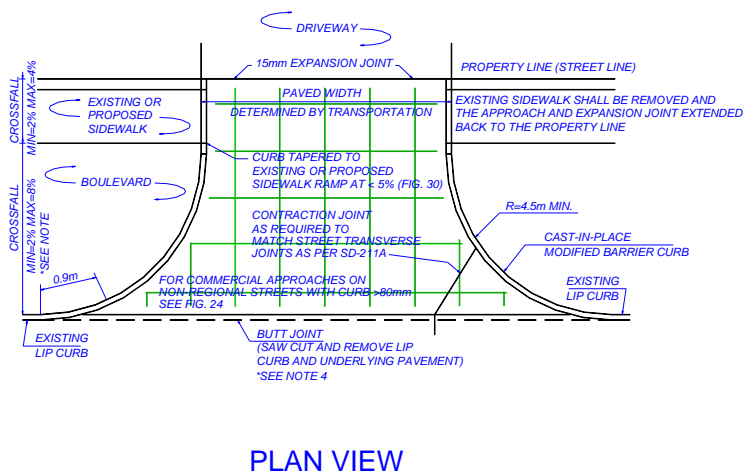 DRIVEWAY
15mm EXPANSION JOINT
PROPERTY LINE (STREET LINE)
CROSSFALL
MIN=2% MAX=4%
EXISTING OR
PROPOSED
SIDEWALK
PAVED WIDTH
DETERMINED BY TRANSPORTATION
EXISTING SIDEWALK SHALL BE REMOVED AND
THE APPROACH AND EXPANSION JOINT EXTENDED
BACK TO THE PROPERTY LINE
CURB TAPERED TO
EXISTING OR PROPOSED
SIDEWALK RAMP AT < 5% (FIG. 30)
BOULEVARD
CROSSFALL
MIN=2% MAX=8%
*SEE NOTE
0.9m
CONTRACTION JOINT
AS REQUIRED TO
MATCH STREET TRANSVERSE
JOINTS AS PER SD-211A
R=4.5m MIN.
CAST-IN-PLACE
MODIFIED BARRIER CURB
FOR COMMERCIAL APPROACHES ON
NON-REGIONAL STREETS WITH CURB >80mm
SEE FIG. 24
EXISTING
LIP CURB
EXISTING
LIP CURB
BUTT JOINT
(SAW CUT AND REMOVE LIP
CURB AND UNDERLYING PAVEMENT)
*SEE NOTE 4
PLAN VIEW